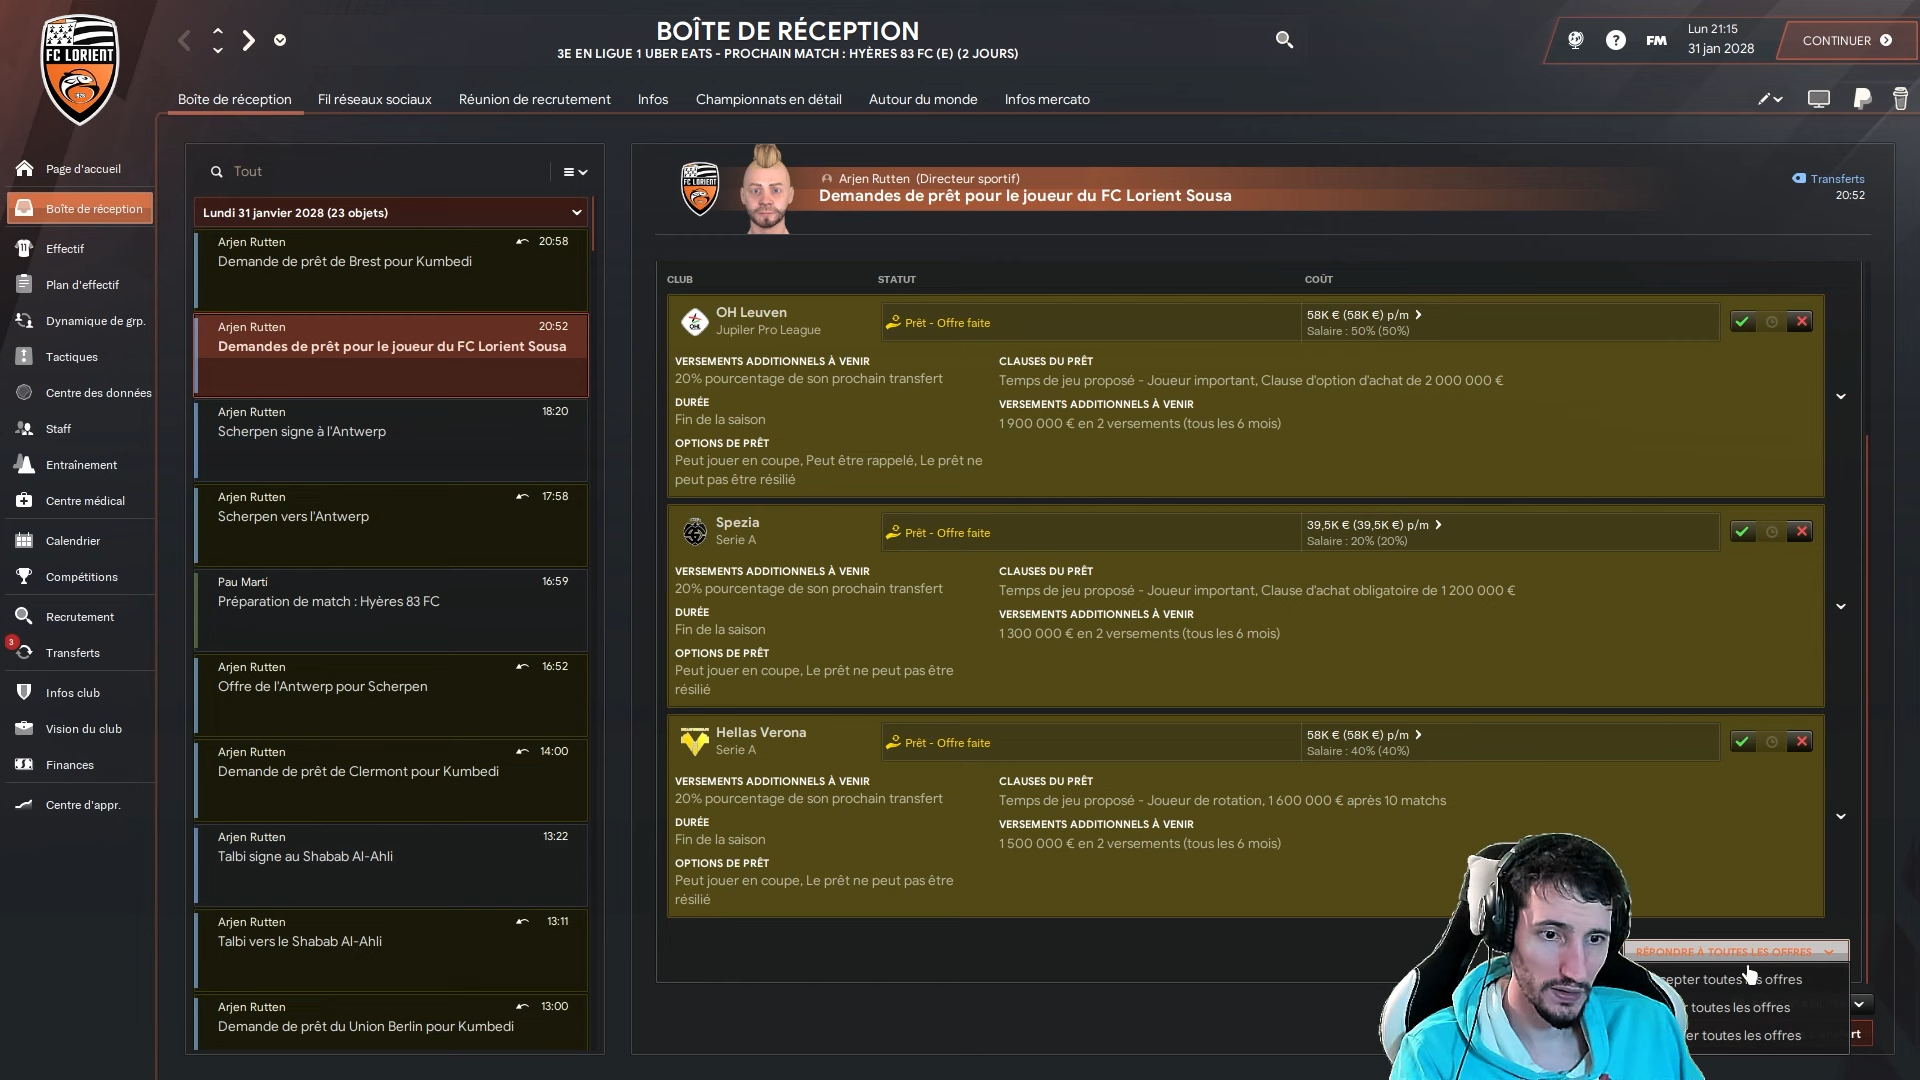 FC LORIENT
BOÎTE DE RÉCEPTION
3E EN LIGUE 1 UBER EATS - PROCHAIN MATCH : HYÈRES 83 FC (E) (2 JOURS)
FM
Lun 21:15
31 jan 2028
CONTINUER
Boîte de réception
Fil réseaux sociaux
Réunion de recrutement
Infos
Championnats en détail
Autour du monde
Infos mercato
Page d'accueil
Boîte de réception
Effectif
Plan d'effectif
Dynamique de grp.
Tactiques
Centre des données
Staff
Entraînement
Centre médical
Calendrier
Compétitions
Recrutement
3
Transferts
Infos club
Vision du club
Finances
Centre d'appr.
Tout
Lundi 31 janvier 2028 (23 objets)
Arjen Rutten 20:58
Demande de prêt de Brest pour Kumbedi
Arjen Rutten 20:52
Demandes de prêt pour le joueur du FC Lorient Sousa
Arjen Rutten 18:20
Scherpen signe à l'Antwerp
Arjen Rutten 17:58
Scherpen vers l'Antwerp
Pau Martí 16:59
Préparation de match : Hyères 83 FC
Arjen Rutten 16:52
Offre de l'Antwerp pour Scherpen
Arjen Rutten 14:00
Demande de prêt de Clermont pour Kumbedi
Arjen Rutten 13:22
Talbi signe au Shabab Al-Ahli
Arjen Rutten 13:11
Talbi vers le Shabab Al-Ahli
Arjen Rutten 13:00
Demande de prêt du Union Berlin pour Kumbedi
FC LORIENT
Arjen Rutten (Directeur sportif)
Demandes de prêt pour le joueur du FC Lorient Sousa
Transferts
20:52
CLUB STATUT COÛT
OH Leuven
Jupiler Pro League
Prêt - Offre faite
58K € (58K €) p/m
Salaire : 50% (50%)
VERSEMENTS ADDITIONNELS À VENIR
20% pourcentage de son prochain transfert
DURÉE
Fin de la saison
OPTIONS DE PRÊT
Peut jouer en coupe, Peut être rappelé, Le prêt ne
peut pas être résilié
CLAUSES DU PRÊT
Temps de jeu proposé - Joueur important, Clause d'option d'achat de 2 000 000 €
VERSEMENTS ADDITIONNELS À VENIR
1 900 000 € en 2 versements (tous les 6 mois)
Spezia
Serie A
Prêt - Offre faite
39,5K € (39,5K €) p/m
Salaire : 20% (20%)
VERSEMENTS ADDITIONNELS À VENIR
20% pourcentage de son prochain transfert
DURÉE
Fin de la saison
OPTIONS DE PRÊT
Peut jouer en coupe, Le prêt ne peut pas être
résilié
CLAUSES DU PRÊT
Temps de jeu proposé - Joueur important, Clause d'achat obligatoire de 1 200 000 €
VERSEMENTS ADDITIONNELS À VENIR
1 300 000 € en 2 versements (tous les 6 mois)
Hellas Verona
Serie A
Prêt - Offre faite
58K € (58K €) p/m
Salaire : 40% (40%)
VERSEMENTS ADDITIONNELS À VENIR
20% pourcentage de son prochain transfert
DURÉE
Fin de la saison
OPTIONS DE PRÊT
Peut jouer en coupe, Le prêt ne peut pas être
résilié
CLAUSES DU PRÊT
Temps de jeu proposé - Joueur de rotation, 1 600 000 € après 10 matchs
VERSEMENTS ADDITIONNELS À VENIR
1 500 000 € en 2 versements (tous les 6 mois)
RÉPONDRE À TOUTES LES OFFRES
toutes offres
toutes les offres
toutes les offres